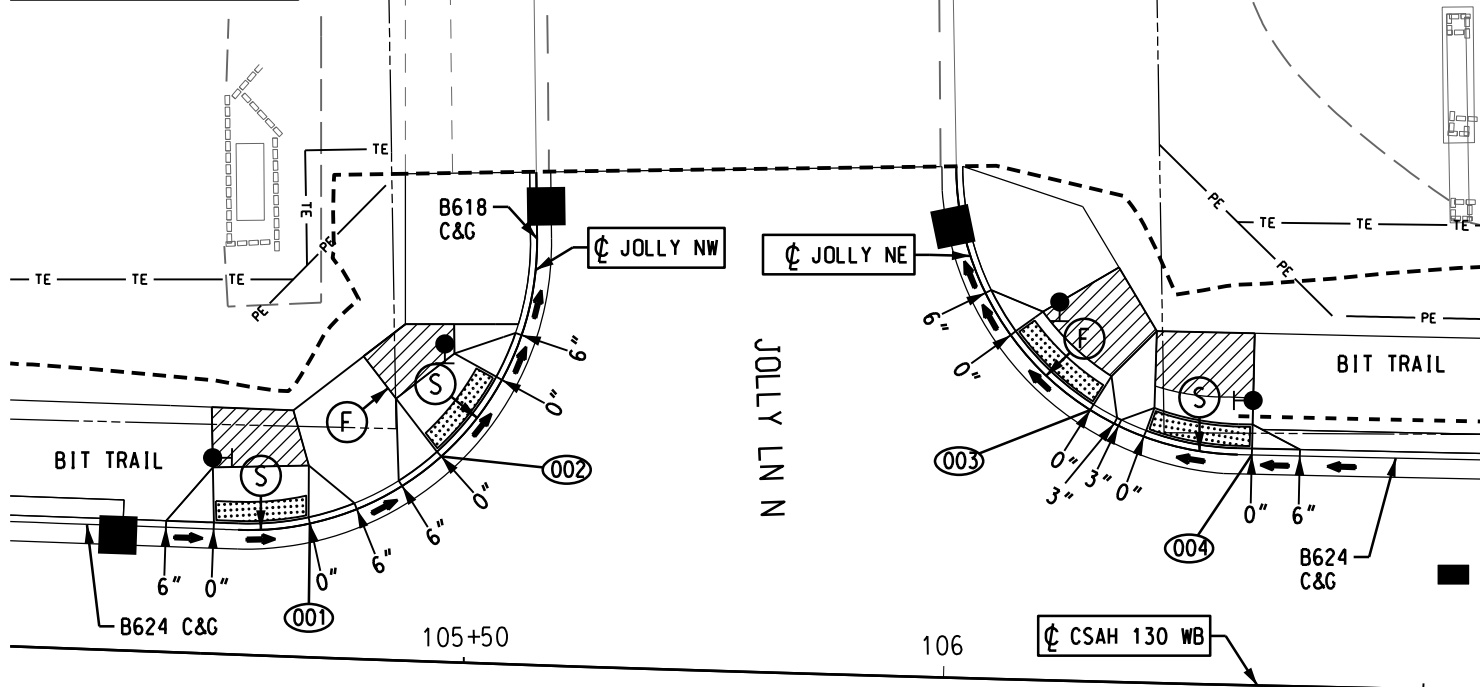 TE
B618
C&G
℄ JOLLY NW
℄ JOLLY NE
TE
PE
TE
TE
TE
PE
PE
TE
TE
TE
PE
PE
6"
0"
JOLLY LN N
6"
0"
F
S
F
S
BIT TRAIL
BIT TRAIL
S
002
003
0"
0"
3"
3"
0"
0"
6"
6"
6"
004
6"
0"
0"
001
B624
C&G
B624 C&G
105+50
106
℄ CSAH 130 WB